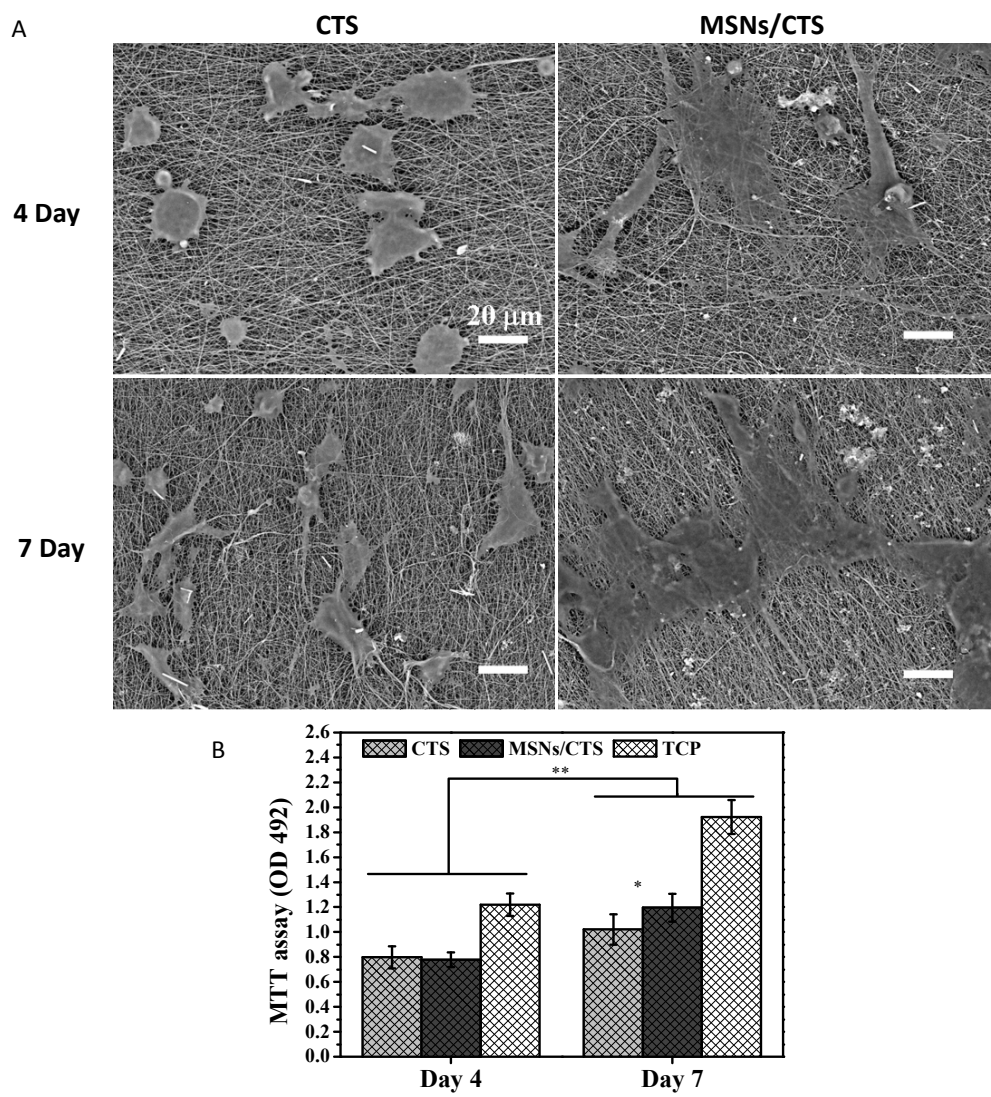 A
CTS
MSNs/CTS
4 Day
20 μm
7 Day
B
2.6
2.4
2.2
2.0
1.8
1.6
1.4
1.2
1.0
0.8
0.6
0.4
0.2
0.0
MTT assay (OD 492)
CTS MSNs/CTS TCP
**
*
Day 4 Day 7